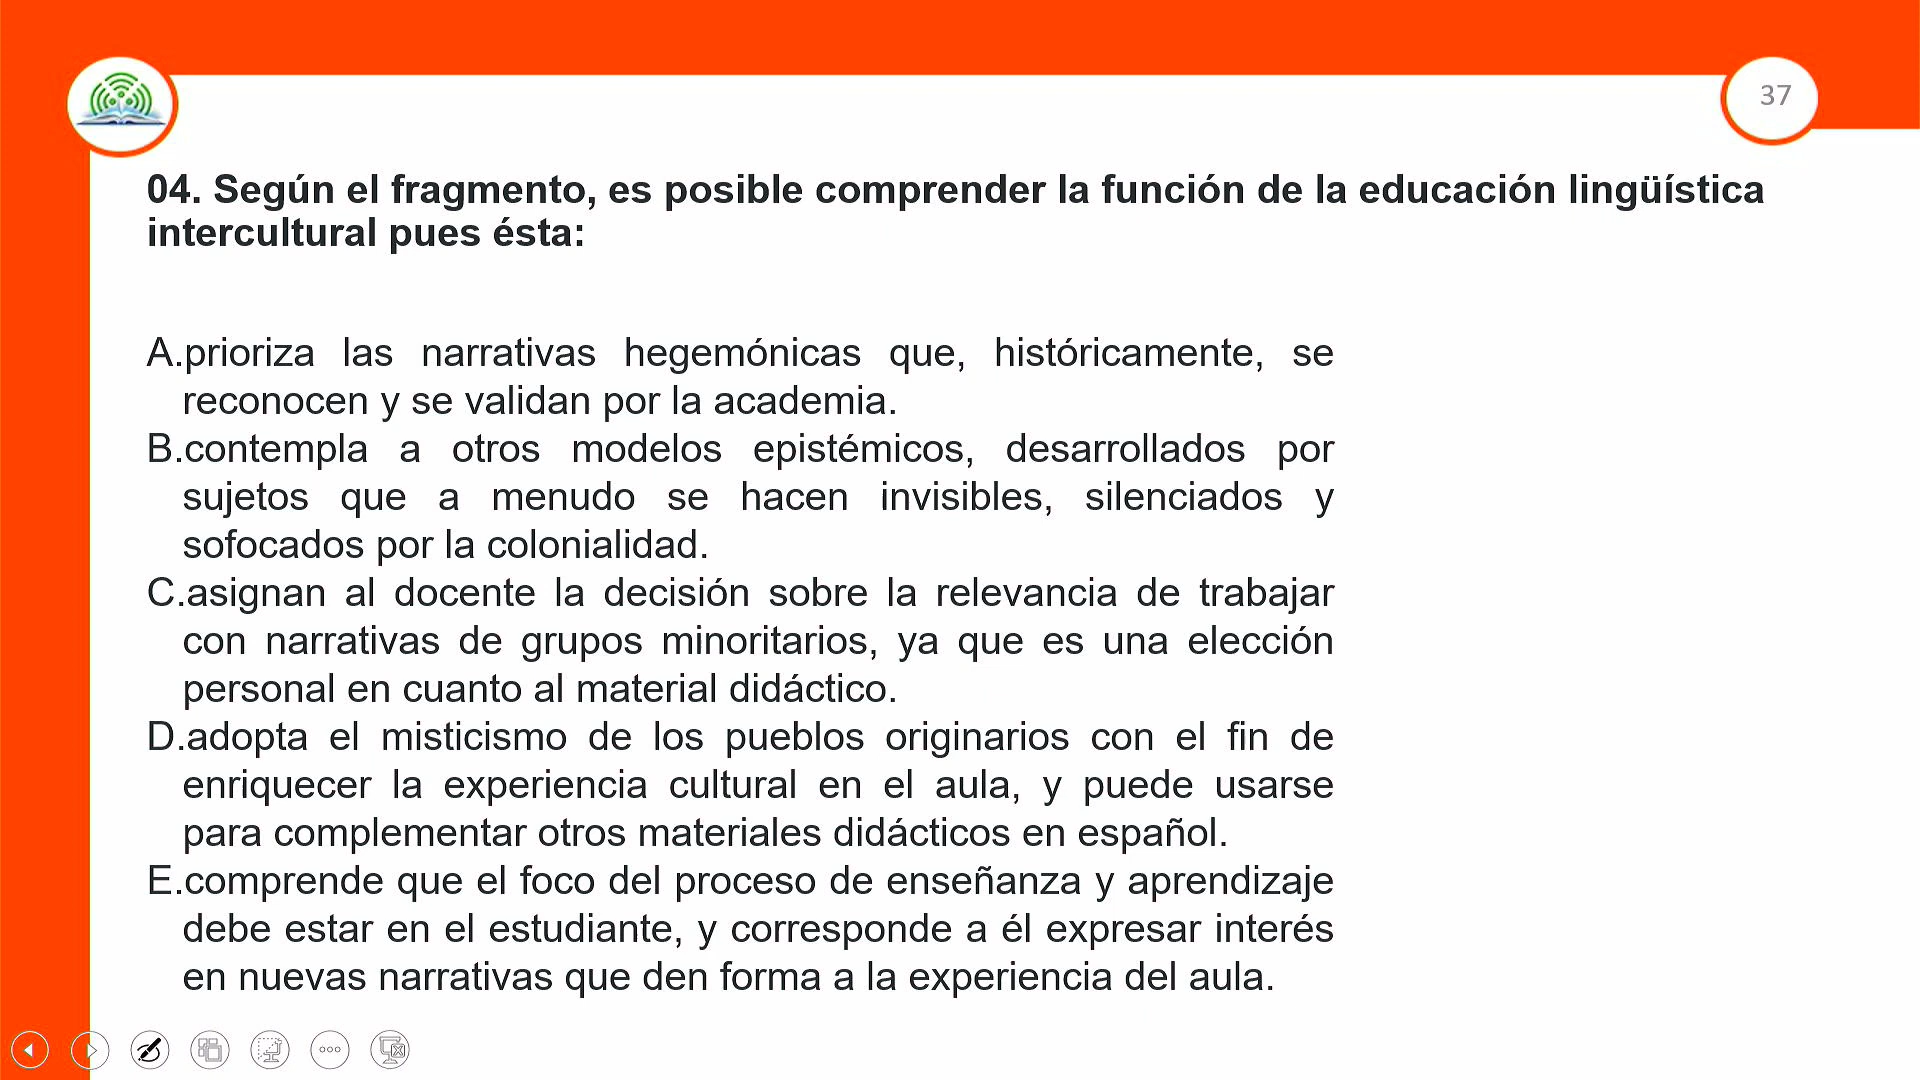 37
04. Según el fragmento, es posible comprender la función de la educación lingüística
intercultural pues ésta:
A.prioriza las narrativas hegemónicas que, históricamente, se
reconocen y se validan por la academia.
B.contempla a otros modelos epistémicos, desarrollados por
sujetos que a menudo se hacen invisibles, silenciados y
sofocados por la colonialidad.
C.asignan al docente la decisión sobre la relevancia de trabajar
con narrativas de grupos minoritarios, ya que es una elección
personal en cuanto al material didáctico.
D.adopta el misticismo de los pueblos originarios con el fin de
enriquecer la experiencia cultural en el aula, y puede usarse
para complementar otros materiales didácticos en español.
E.comprende que el foco del proceso de enseñanza y aprendizaje
debe estar en el estudiante, y corresponde a él expresar interés
en nuevas narrativas que den forma a la experiencia del aula.